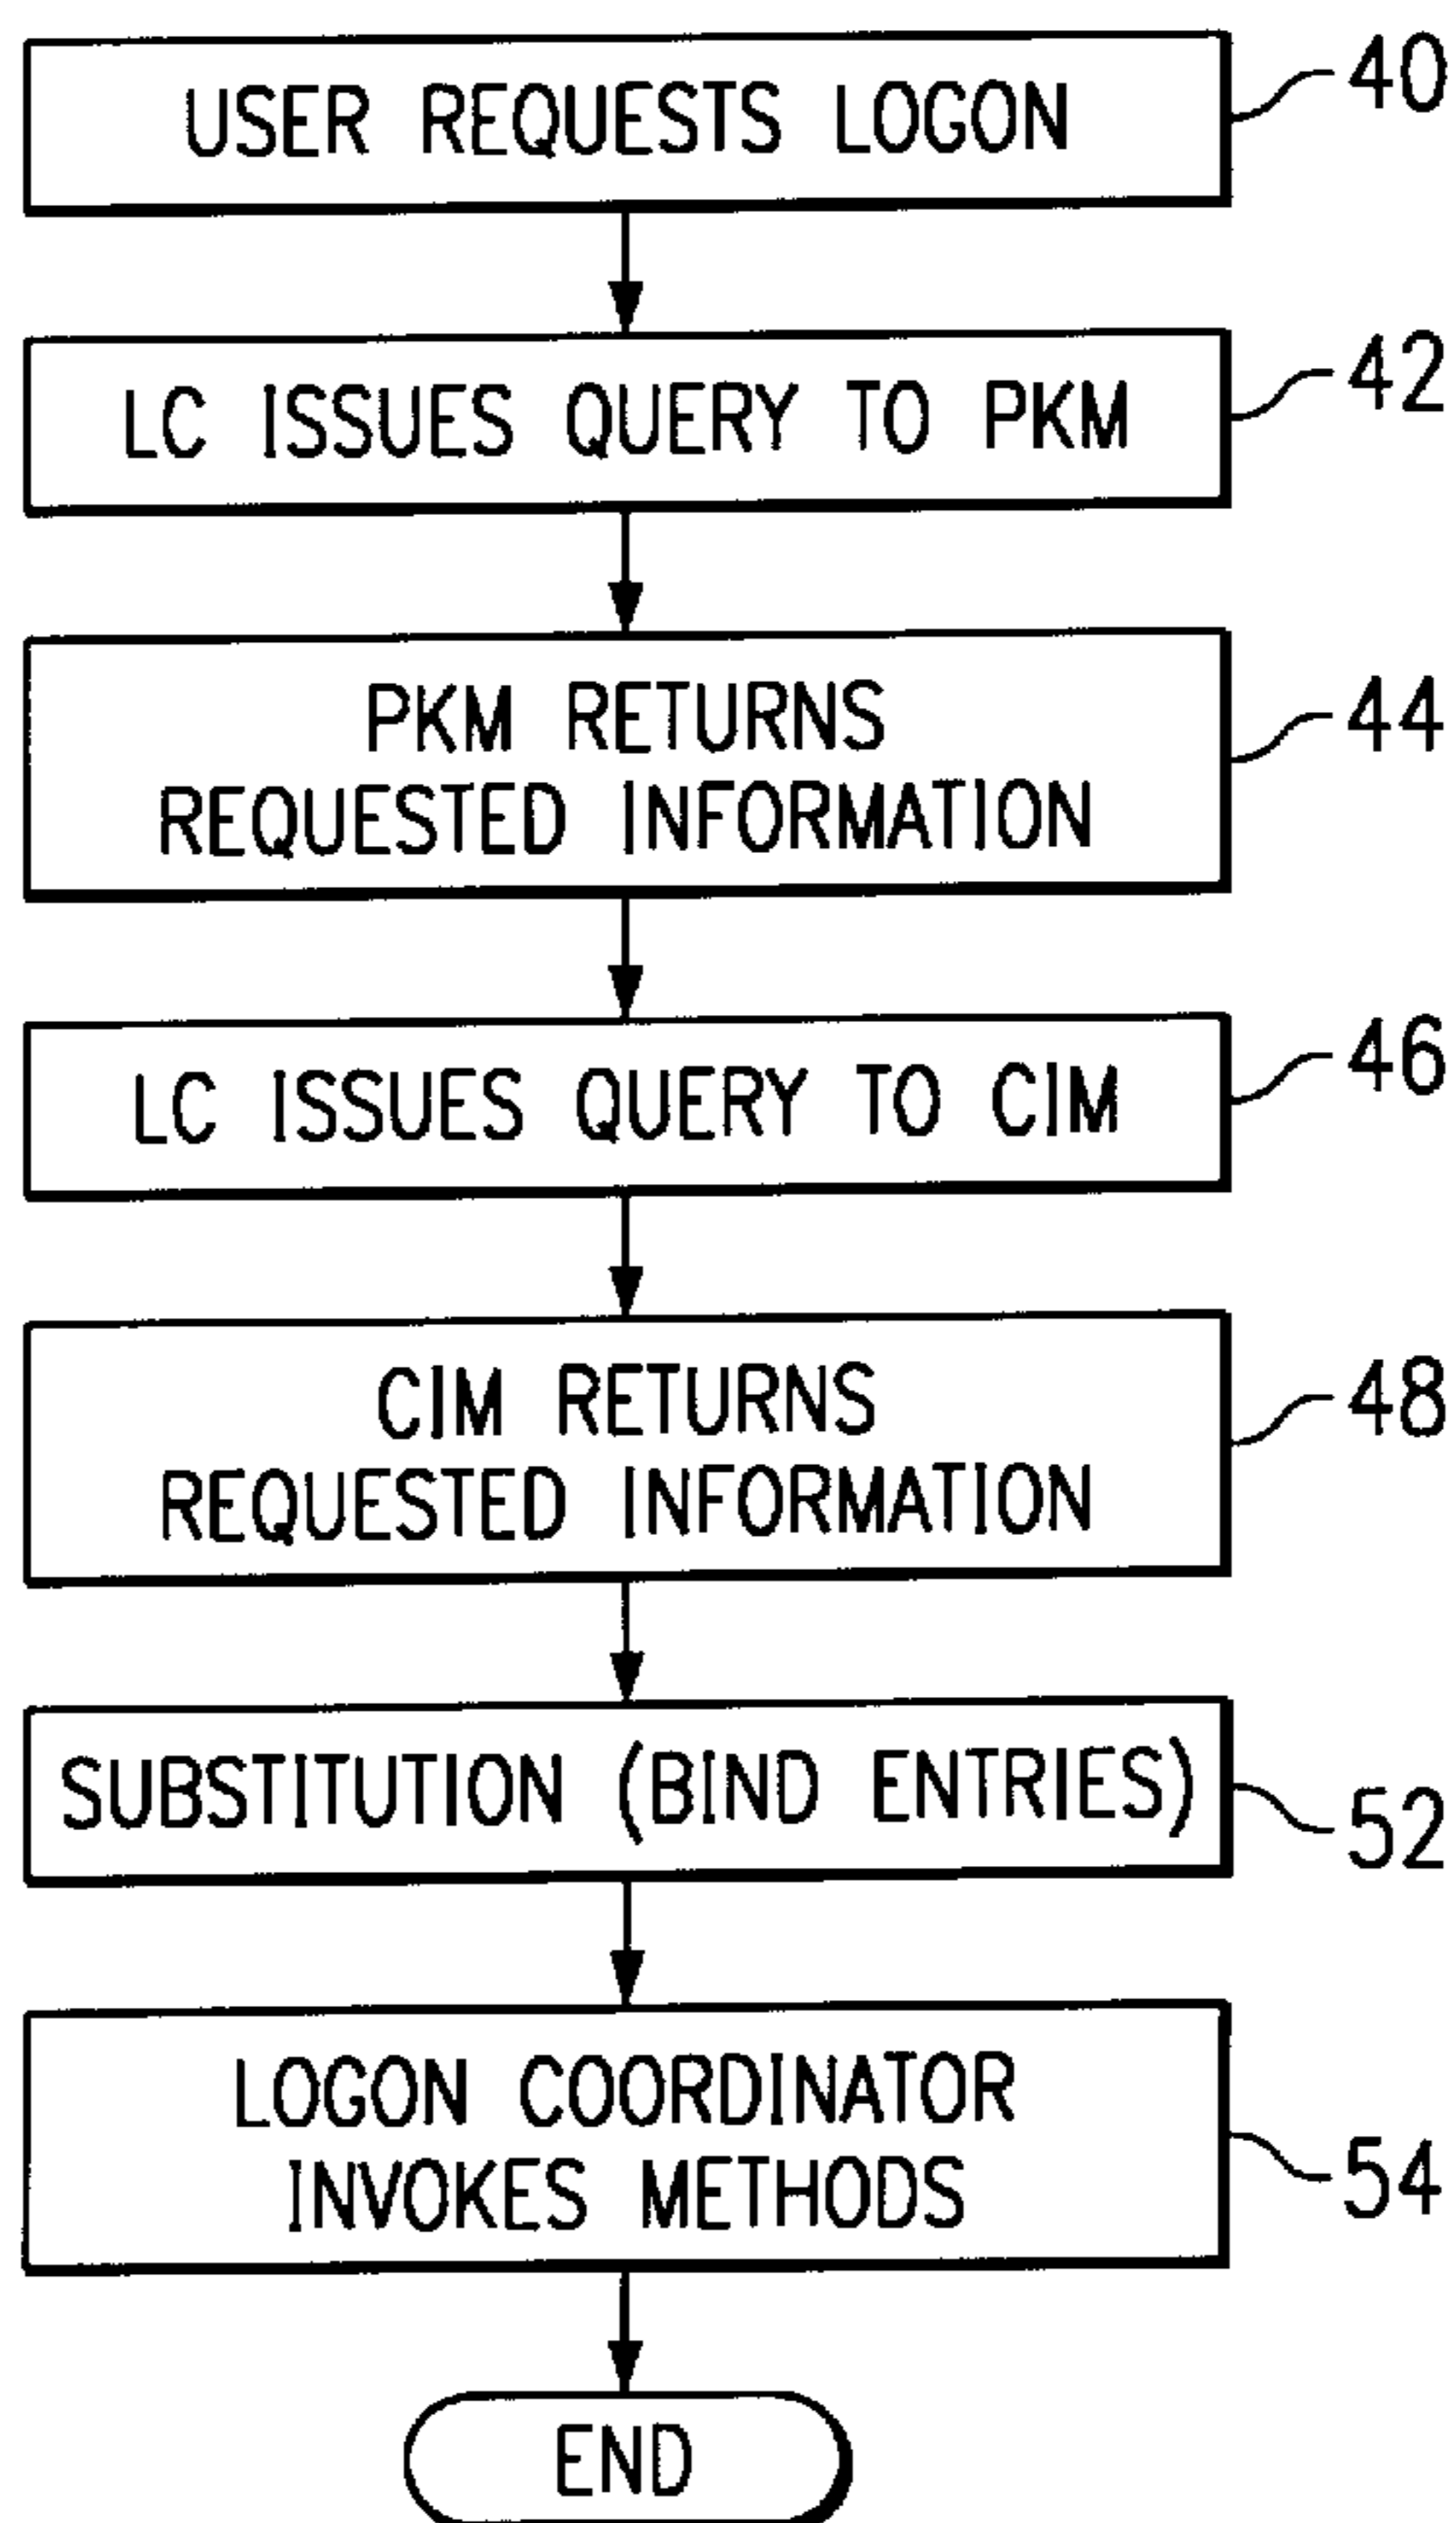 USER REQUESTS LOGON
40
LC ISSUES QUERY TO PKM
42
PKM RETURNS
REQUESTED INFORMATION
44
LC ISSUES QUERY TO CIM
46
CIM RETURNS
REQUESTED INFORMATION
48
SUBSTITUTION (BIND ENTRIES)
52
LOGON COORDINATOR
INVOKES METHODS
54
END